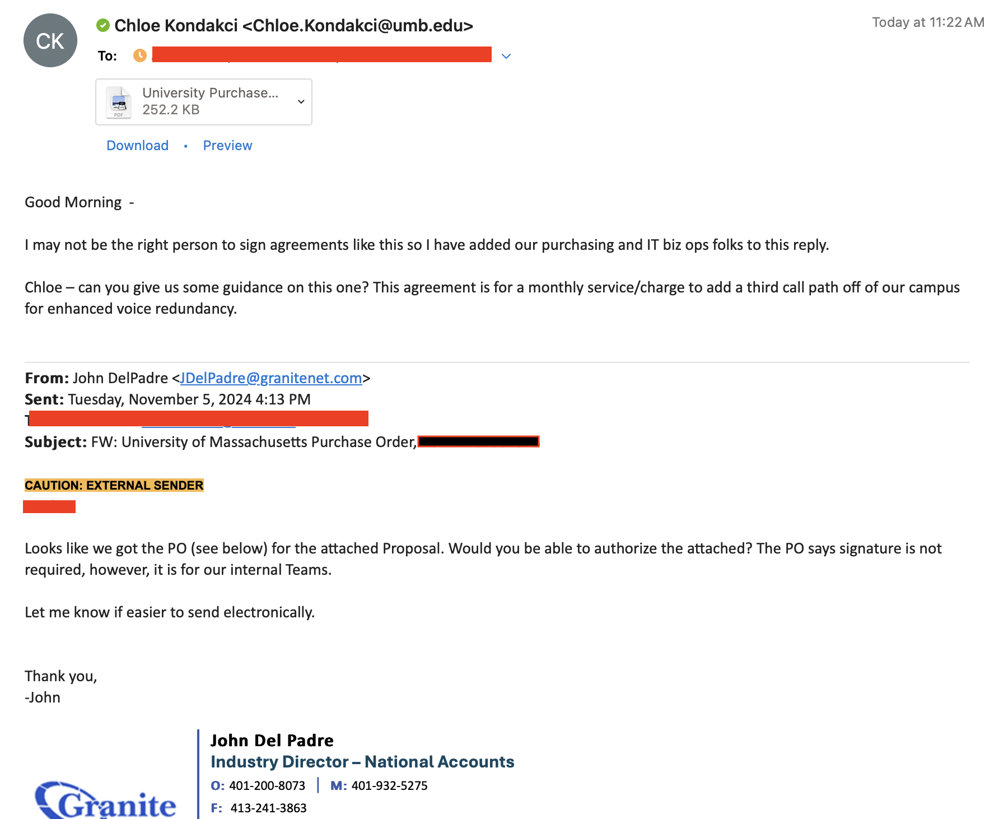 CK
Chloe Kondakci <Chloe.Kondakci@umb.edu>
Today at 11:22 AM
To:
University Purchase...
PDF
252.2 KB
Download • Preview
Good Morning -
I may not be the right person to sign agreements like this so I have added our purchasing and IT biz ops folks to this reply.
Chloe – can you give us some guidance on this one? This agreement is for a monthly service/charge to add a third call path off of our campus
for enhanced voice redundancy.
From: John DelPadre <JDelPadre@granitenet.com>
Sent: Tuesday, November 5, 2024 4:13 PM
Subject: FW: University of Massachusetts Purchase Order,
CAUTION: EXTERNAL SENDER
Looks like we got the PO (see below) for the attached Proposal. Would you be able to authorize the attached? The PO says signature is not
required, however, it is for our internal Teams.
Let me know if easier to send electronically.
Thank you,
-John
John Del Padre
Industry Director – National Accounts
O: 401-200-8073 | M: 401-932-5275
F: 413-241-3863
Granite